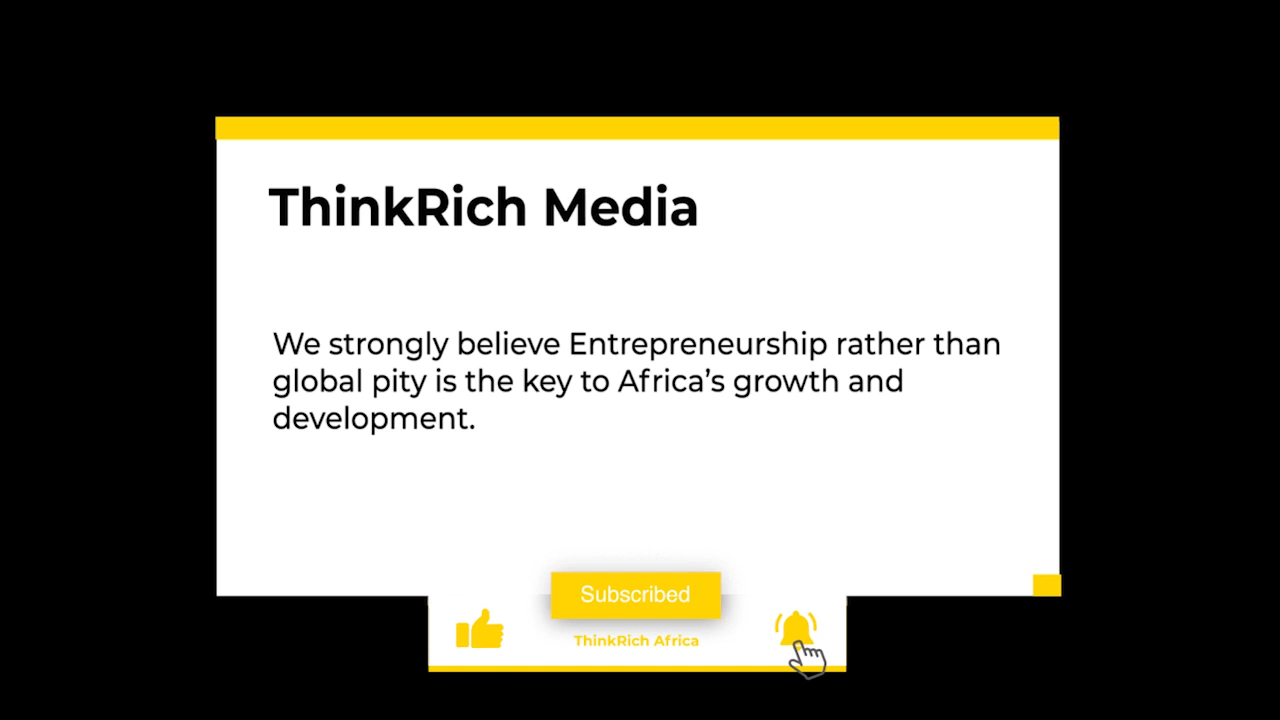 ThinkRich Media
We strongly believe Entrepreneurship rather than
global pity is the key to Africa’s growth and
development.
Subscribed
ThinkRich Africa